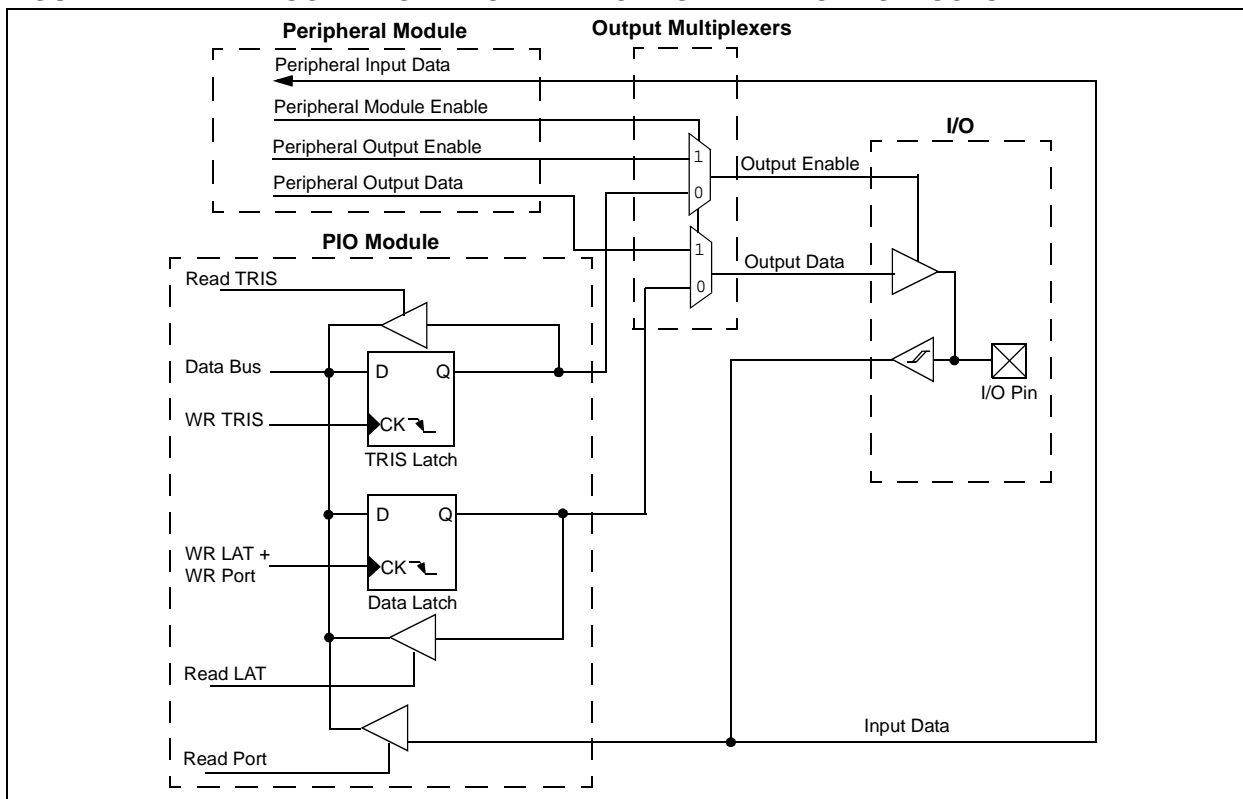 Peripheral Module
Output Multiplexers
Peripheral Input Data
Peripheral Module Enable
Peripheral Output Enable
Peripheral Output Data
1
0
Output Enable
I/O
1
0
Output Data
I/O Pin
PIO Module
Read TRIS
Data Bus
D
Q
WR TRIS
CK
TRIS Latch
D
Q
WR LAT +
WR Port
CK
Data Latch
Read LAT
Read Port
Input Data